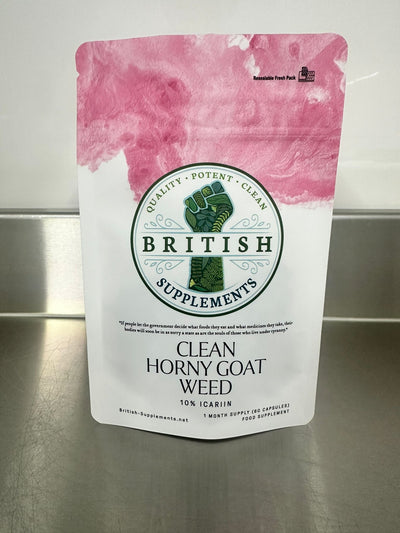 Resealable Fresh Pack
QUALITY · POTENT · CLEAN
BRITISH
SUPPLEMENTS
"If people let the government decide what foods they eat and what medicines they take, their
bodies will soon be in as sorry a state as are the souls of those who live under tyranny."
CLEAN
HORNY GOAT
WEED
10% ICARIIN
British-Supplements.net
1 MONTH SUPPLY (60 CAPSULES)
FOOD SUPPLEMENT